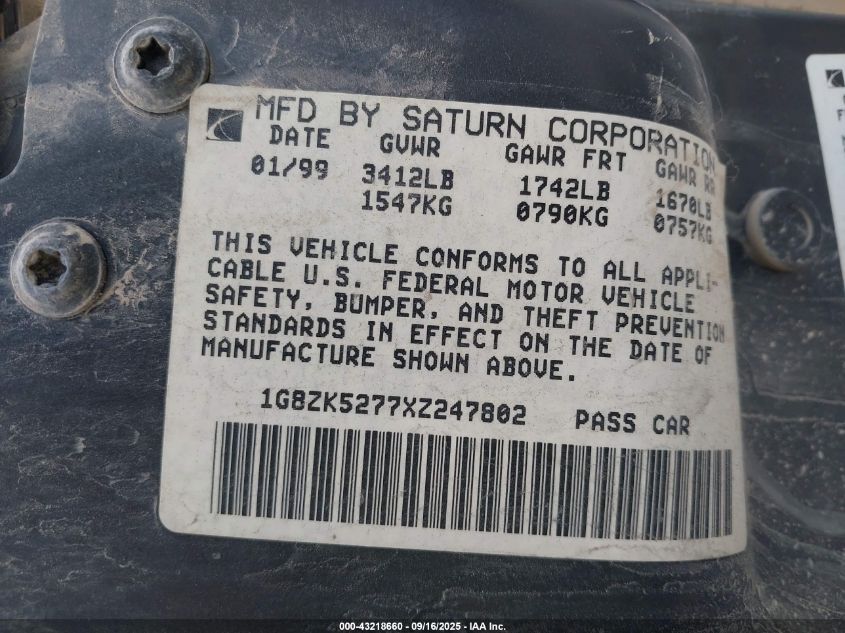 MFD BY SATURN CORPORATION
DATE GVWR GAWR FRT GAWR RR
01/99 3412LB 1742LB 1670LB
1547KG 0790KG 0757KG
THIS VEHICLE CONFORMS TO ALL APPLI-
CABLE U.S. FEDERAL MOTOR VEHICLE
SAFETY, BUMPER, AND THEFT PREVENTION
STANDARDS IN EFFECT ON THE DATE OF
MANUFACTURE SHOWN ABOVE.
1G8ZK5277XZ247802 PASS CAR
000-43218660 - 09/16/2025 - IAA Inc.